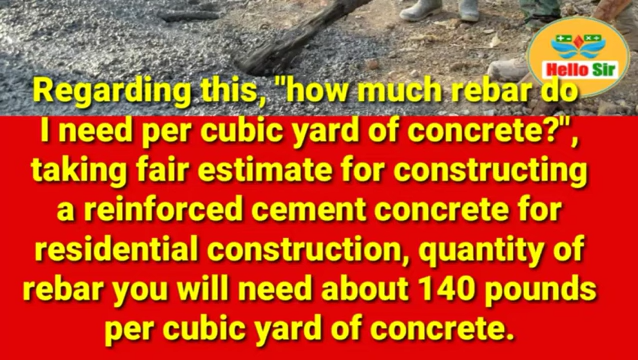 Hello Sir
Regarding this, "how much rebar do
I need per cubic yard of concrete?",
taking fair estimate for constructing
a reinforced cement concrete for
residential construction, quantity of
rebar you will need about 140 pounds
per cubic yard of concrete.